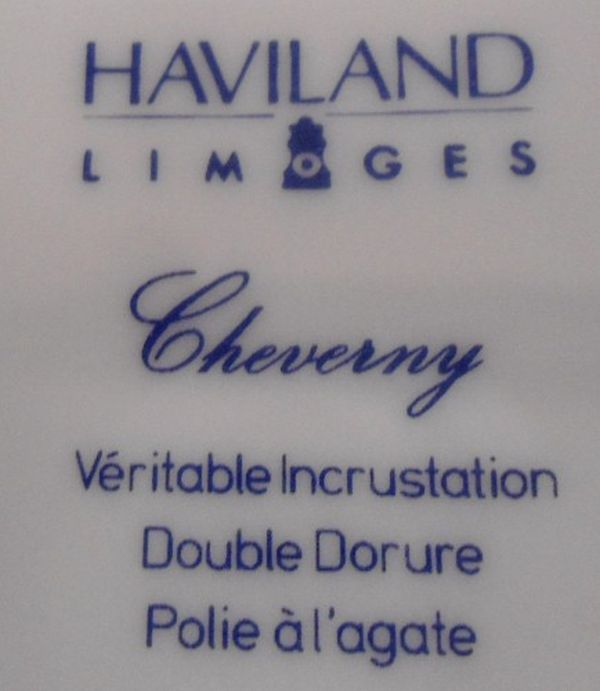 HAVILAND
LIMOGES
Cheverny
Véritable Incrustation
Double Dorure
Polie à l'agate